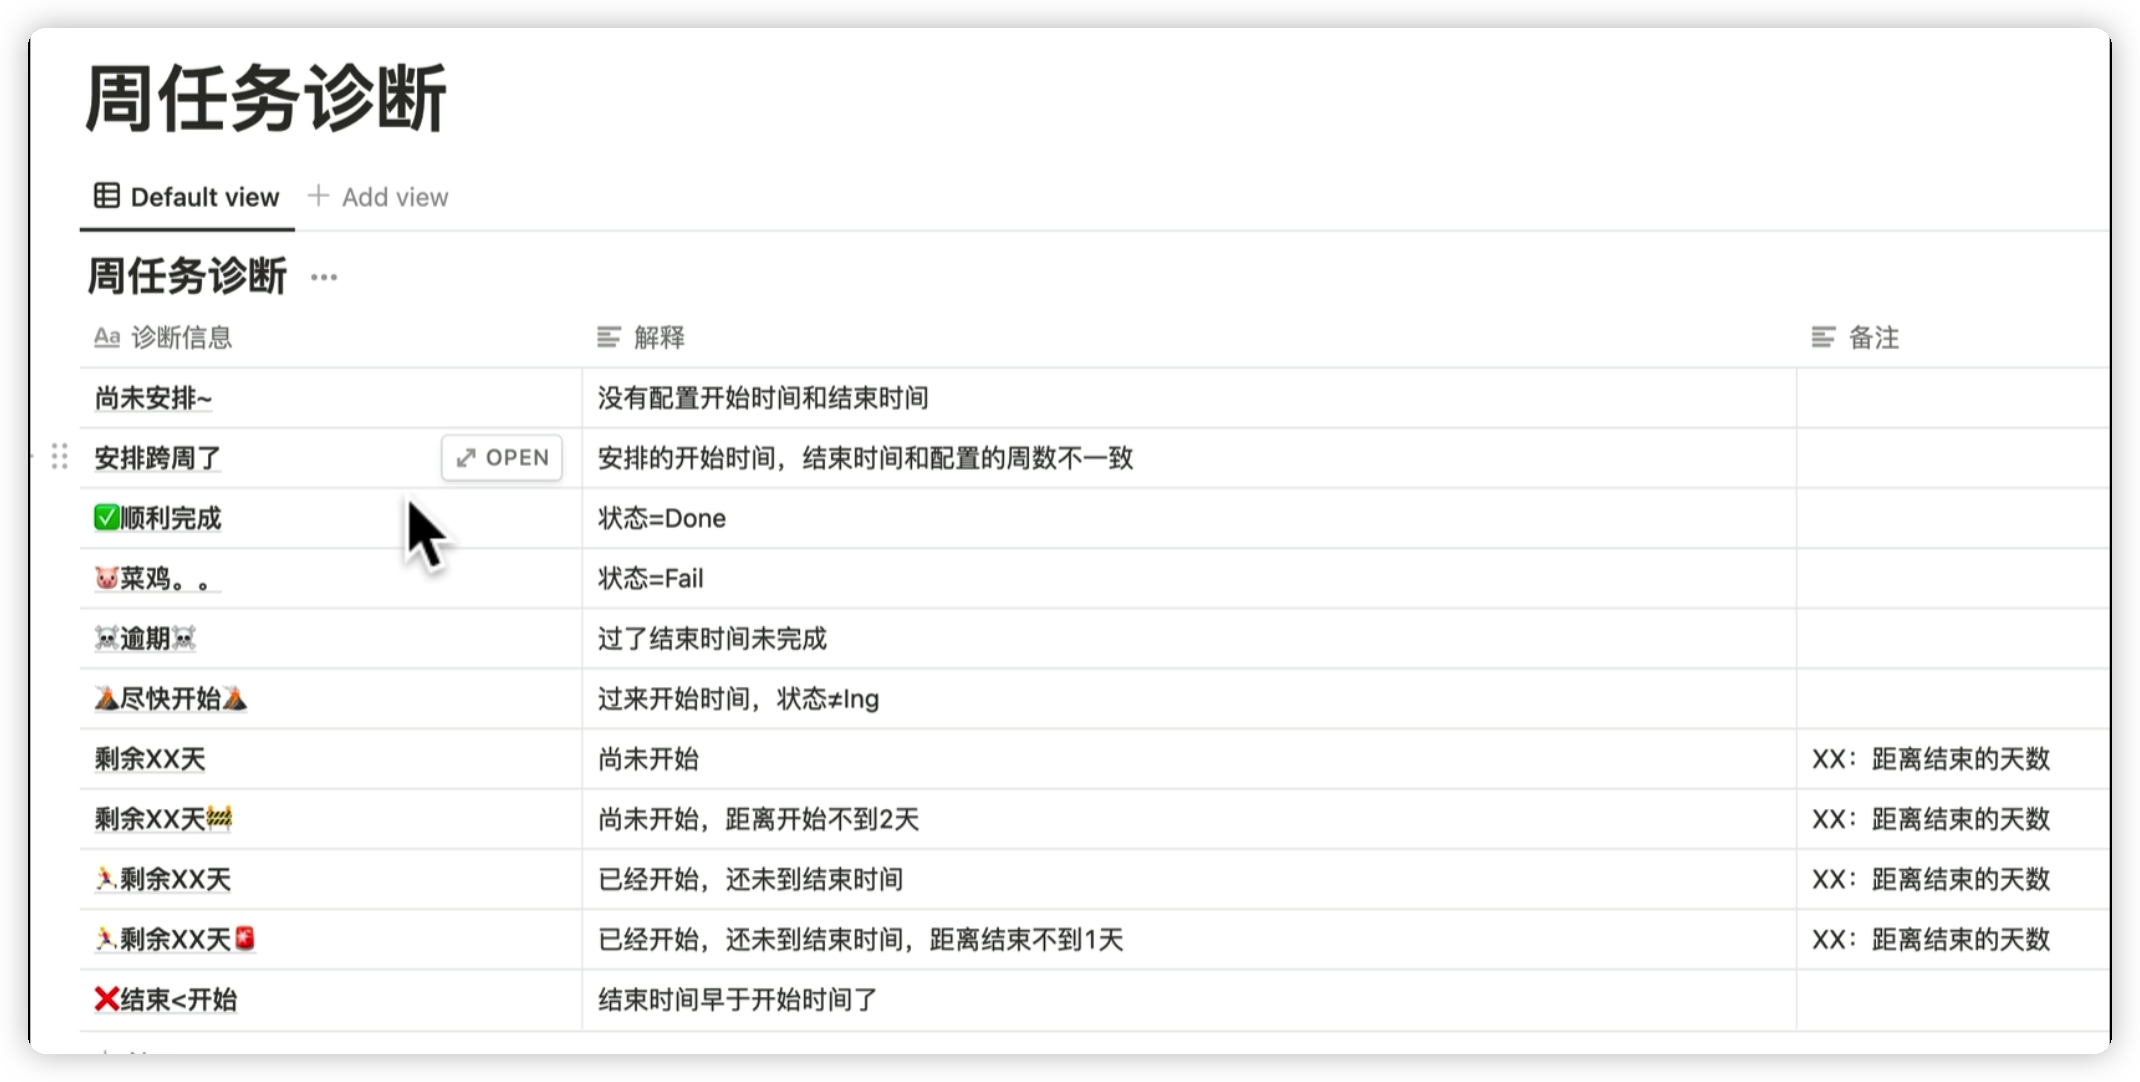 周任务诊断
Default view + Add view
周任务诊断 ...
Aa 诊断信息 解释 备注
尚未安排~ 没有配置开始时间和结束时间
安排跨周了 OPEN 安排的开始时间，结束时间和配置的周数不一致
✅顺利完成 状态=Done
🐷菜鸡。。 状态=Fail
☠️逾期☠️ 过了结束时间未完成
🌋尽快开始🌋 过来开始时间，状态≠Ing
剩余XX天 尚未开始 XX：距离结束的天数
剩余XX天🚧 尚未开始，距离开始不到2天 XX：距离结束的天数
🏃剩余XX天 已经开始，还未到结束时间 XX：距离结束的天数
🏃剩余XX天🚨 已经开始，还未到结束时间，距离结束不到1天 XX：距离结束的天数
❌结束<开始 结束时间早于开始时间了